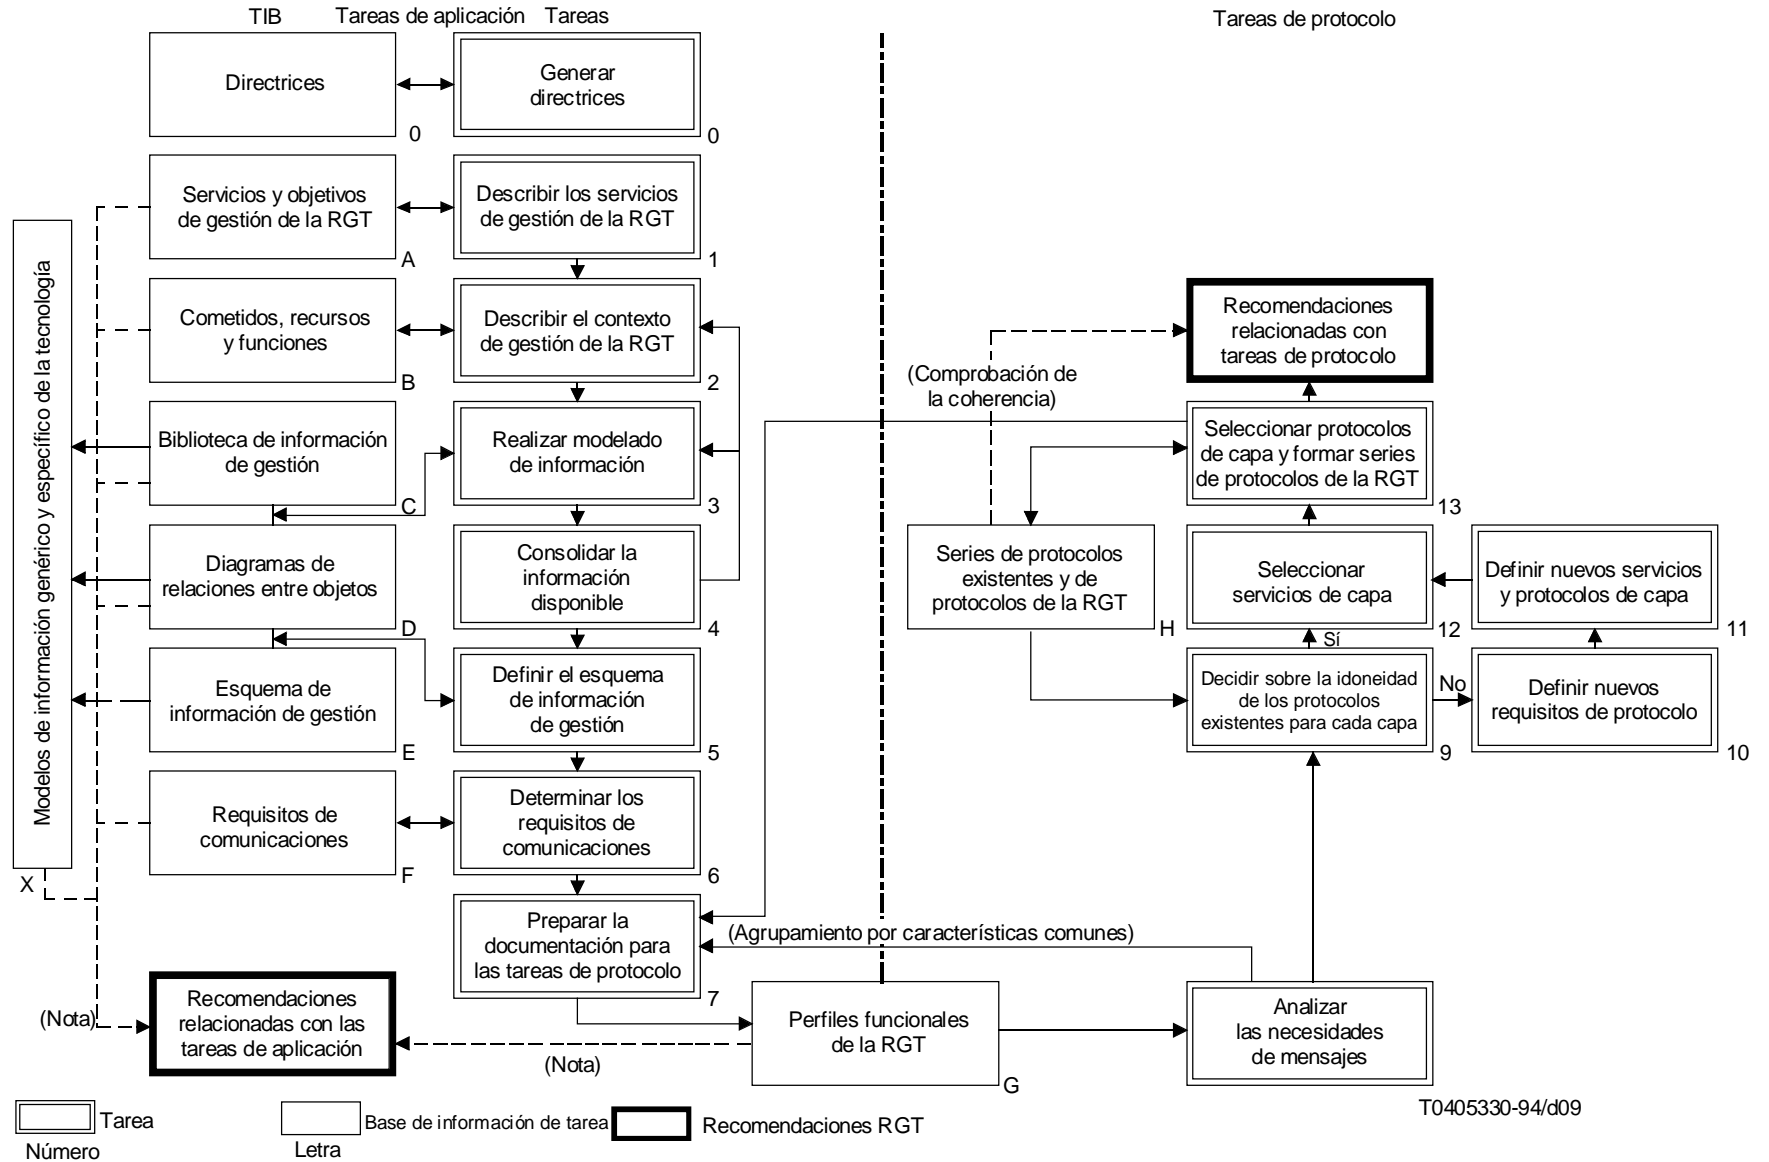 TIB
Tareas de aplicación
Tareas
Tareas de protocolo
Directrices
0
Generar
directrices
0
Servicios y objetivos
de gestión de la RGT
A
Describir los servicios
de gestión de la RGT
1
Modelos de información genérico y específico de la tecnología
X
Cometidos, recursos
y funciones
B
Describir el contexto
de gestión de la RGT
2
Biblioteca de información
de gestión
C
Realizar modelado
de información
3
Diagramas de
relaciones entre objetos
D
Consolidar la
información
disponible
4
Esquema de
información de gestión
E
Definir el esquema
de información
de gestión
5
Requisitos de
comunicaciones
F
Determinar los
requisitos de
comunicaciones
6
Preparar la
documentación para
las tareas de protocolo
7
(Nota)
Recomendaciones
relacionadas con las
tareas de aplicación
(Nota)
Perfiles funcionales
de la RGT
G
(Agrupamiento por características comunes)
Analizar
las necesidades
de mensajes
Recomendaciones
relacionadas con
tareas de protocolo
(Comprobación de
la coherencia)
Seleccionar protocolos
de capa y formar series
de protocolos de la RGT
13
Series de protocolos
existentes y de
protocolos de la RGT
H
Seleccionar
servicios de capa
12
Definir nuevos servicios
y protocolos de capa
11
Sí
Decidir sobre la idoneidad
de los protocolos
existentes para cada capa
9
No
Definir nuevos
requisitos de protocolo
10
Tarea
Número
Base de información de tarea
Letra
Recomendaciones RGT
T0405330-94/d09